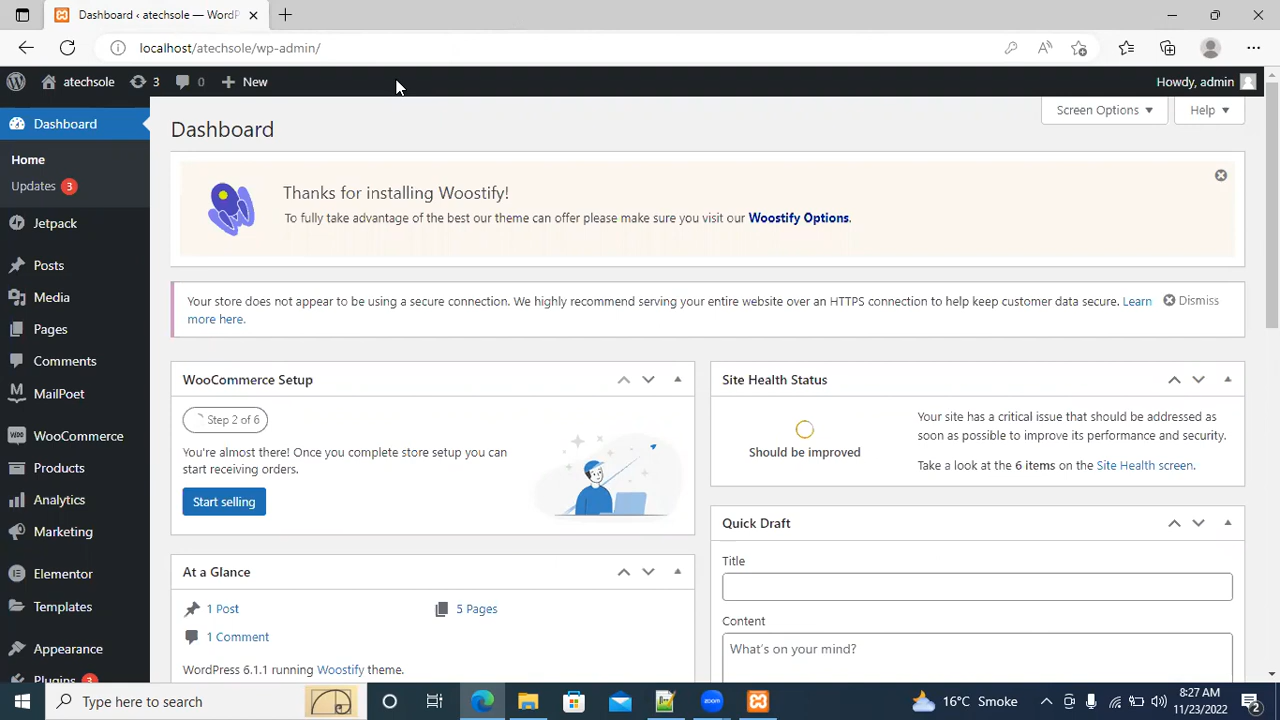 Dashboard ‹ atechsole — WordP
localhost/atechsole/wp-admin/
atechsole
3
0
New
Howdy, admin
Dashboard
Home
Updates 3
Jetpack
Posts
Media
Pages
Comments
MailPoet
WooCommerce
Products
Analytics
Marketing
Elementor
Templates
Appearance
Plugins 3
Dashboard
Screen Options
Help
Thanks for installing Woostify!
To fully take advantage of the best our theme can offer please make sure you visit our Woostify Options.
Your store does not appear to be using a secure connection. We highly recommend serving your entire website over an HTTPS connection to help keep customer data secure. Learn
more here.
Dismiss
WooCommerce Setup
Step 2 of 6
You're almost there! Once you complete store setup you can
start receiving orders.
Start selling
At a Glance
1 Post
5 Pages
1 Comment
WordPress 6.1.1 running Woostify theme.
Site Health Status
Should be improved
Your site has a critical issue that should be addressed as
soon as possible to improve its performance and security.
Take a look at the 6 items on the Site Health screen.
Quick Draft
Title
Content
What's on your mind?
Type here to search
zoom
16°C Smoke
8:27 AM
11/23/2022
2